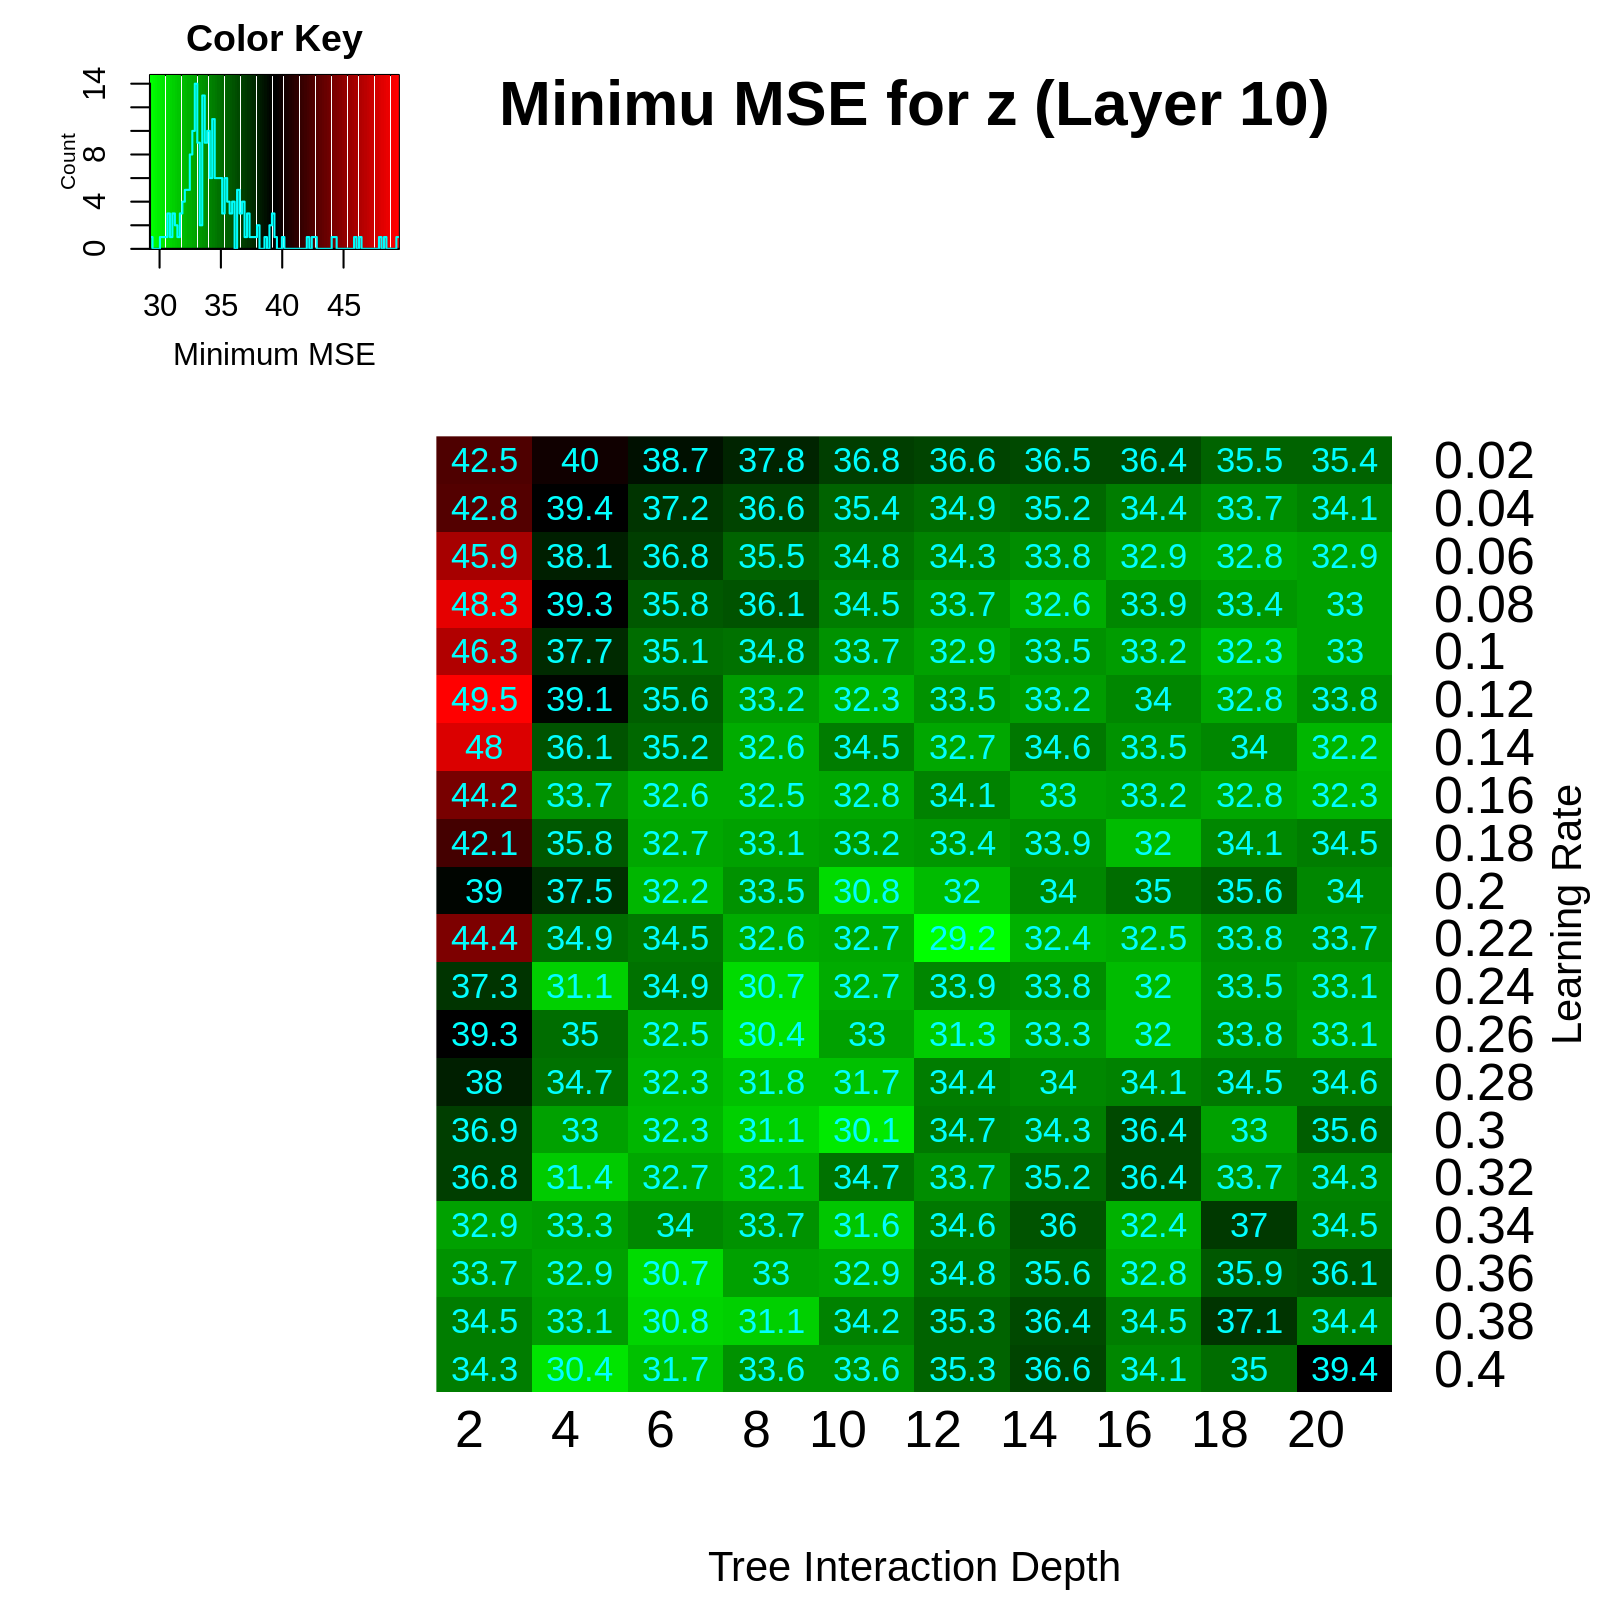 Color Key
Minimu MSE for z (Layer 10)
Count
0 4 8 14
30 35 40 45
Minimum MSE
42.5 40 38.7 37.8 36.8 36.6 36.5 36.4 35.5 35.4 0.02
42.8 39.4 37.2 36.6 35.4 34.9 35.2 34.4 33.7 34.1 0.04
45.9 38.1 36.8 35.5 34.8 34.3 33.8 32.9 32.8 32.9 0.06
48.3 39.3 35.8 36.1 34.5 33.7 32.6 33.9 33.4 33 0.08
46.3 37.7 35.1 34.8 33.7 32.9 33.5 33.2 32.3 33 0.1
49.5 39.1 35.6 33.2 32.3 33.5 33.2 34 32.8 33.8 0.12
48 36.1 35.2 32.6 34.5 32.7 34.6 33.5 34 32.2 0.14
44.2 33.7 32.6 32.5 32.8 34.1 33 33.2 32.8 32.3 0.16
42.1 35.8 32.7 33.1 33.2 33.4 33.9 32 34.1 34.5 0.18
39 37.5 32.2 33.5 30.8 32 34 35 35.6 34 0.2
44.4 34.9 34.5 32.6 32.7 29.2 32.4 32.5 33.8 33.7 0.22
37.3 31.1 34.9 30.7 32.7 33.9 33.8 32 33.5 33.1 0.24
39.3 35 32.5 30.4 33 31.3 33.3 32 33.8 33.1 0.26
38 34.7 32.3 31.8 31.7 34.4 34 34.1 34.5 34.6 0.28
36.9 33 32.3 31.1 30.1 34.7 34.3 36.4 33 35.6 0.3
36.8 31.4 32.7 32.1 34.7 33.7 35.2 36.4 33.7 34.3 0.32
32.9 33.3 34 33.7 31.6 34.6 36 32.4 37 34.5 0.34
33.7 32.9 30.7 33 32.9 34.8 35.6 32.8 35.9 36.1 0.36
34.5 33.1 30.8 31.1 34.2 35.3 36.4 34.5 37.1 34.4 0.38
34.3 30.4 31.7 33.6 33.6 35.3 36.6 34.1 35 39.4 0.4
Learning Rate
2 4 6 8 10 12 14 16 18 20
Tree Interaction Depth